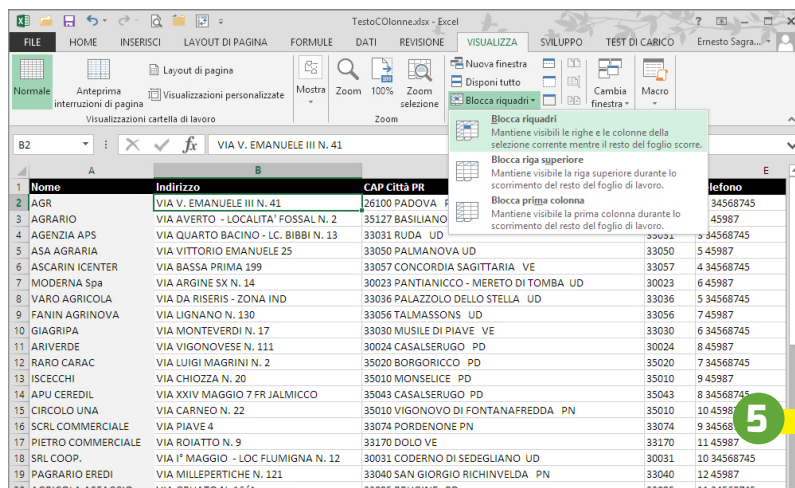 TestoCOlonne.xlsx - Excel
FILE HOME INSERISCI LAYOUT DI PAGINA FORMULE DATI REVISIONE VISUALIZZA SVILUPPO TEST DI CARICO Ernesto Sagra...
Normale
Anteprima
interruzioni di pagina
Layout di pagina
Visualizzazioni personalizzate
Visualizzazioni cartella di lavoro
Mostra
Zoom
100%
Zoom
selezione
Zoom
Nuova finestra
Disponi tutto
Blocca riquadri
Cambia
finestra
Macro
Blocca riquadri
Mantiene visibili le righe e le colonne della
selezione corrente mentre il resto del foglio scorre.
Blocca riga superiore
Mantiene visibile la riga superiore durante lo
scorrimento del resto del foglio di lavoro.
Blocca prima colonna
Mantiene visibile la prima colonna durante lo
scorrimento del resto del foglio di lavoro.
B2 fx VIA V. EMANUELE III N. 41
A B E
1 Nome Indirizzo CAP Città PR lefono
2 AGR VIA V. EMANUELE III N. 41 26100 PADOVA 34568745
3 AGRARIO VIA AVERTO - LOCALITA' FOSSAL N. 2 35127 BASILIANO 45987
4 AGENZIA APS VIA QUARTO BACINO - LC. BIBBI N. 13 33031 RUDA UD 33031 3 34568745
5 ASA AGRARIA VIA VITTORIO EMANUELE 25 33050 PALMANOVA UD 33050 5 45987
6 ASCARIN ICENTER VIA BASSA PRIMA 199 33057 CONCORDIA SAGITTARIA VE 33057 4 34568745
7 MODERNA Spa VIA ARGINE SX N. 14 30023 PANTIANICCO - MERETO DI TOMBA UD 30023 6 45987
8 VARO AGRICOLA VIA DA RISERIS - ZONA IND 33036 PALAZZOLO DELLO STELLA UD 33036 5 34568745
9 FANIN AGRINOVA VIA LIGNANO N. 130 33056 TALMASSONS UD 33056 7 45987
10 GIAGRIPA VIA MONTEVERDI N. 17 33030 MUSILE DI PIAVE VE 33030 6 34568745
11 ARIVERDE VIA VIGONOVESE N. 111 30024 CASALSERUGO PD 30024 8 45987
12 RARO CARAC VIA LUIGI MAGRINI N. 2 35020 BORGORICCO PD 35020 7 34568745
13 ISCECCHI VIA CHIOZZA N. 20 35010 MONSELICE PD 35010 9 45987
14 APU CEREDIL VIA XXIV MAGGIO 7 FR JALMICCO 35043 CASALSERUGO PD 35043 8 34568745
15 CIRCOLO UNA VIA CARNEO N. 22 35010 VIGONOVO DI FONTANAFREDDA PN 35010 10 4598
16 SCRL COMMERCIALE VIA PIAVE 4 33074 PORDENONE PN 33074 9 34568
17 PIETRO COMMERCIALE VIA ROIATTO N. 9 33170 DOLO VE 33170 11 45987
18 SRL COOP. VIA I° MAGGIO - LOC FLUMIGNA N. 12 30031 CODERNO DI SEDEGLIANO UD 30031 10 34568745
19 PAGRARIO EREDI VIA MILLEPERTICHE N. 121 33040 SAN GIORGIO RICHINVELDA PN 33040 12 45987
5